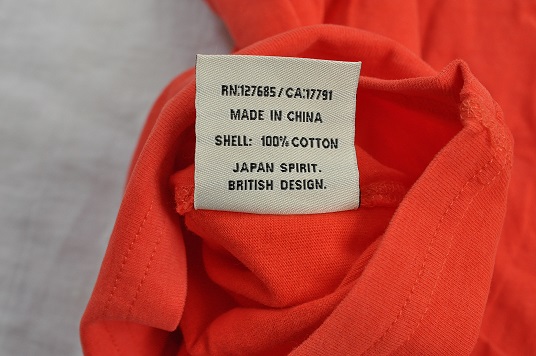 RN:127685/CA:17791
MADE IN CHINA
SHELL: 100% COTTON
JAPAN SPIRIT.
BRITISH DESIGN.